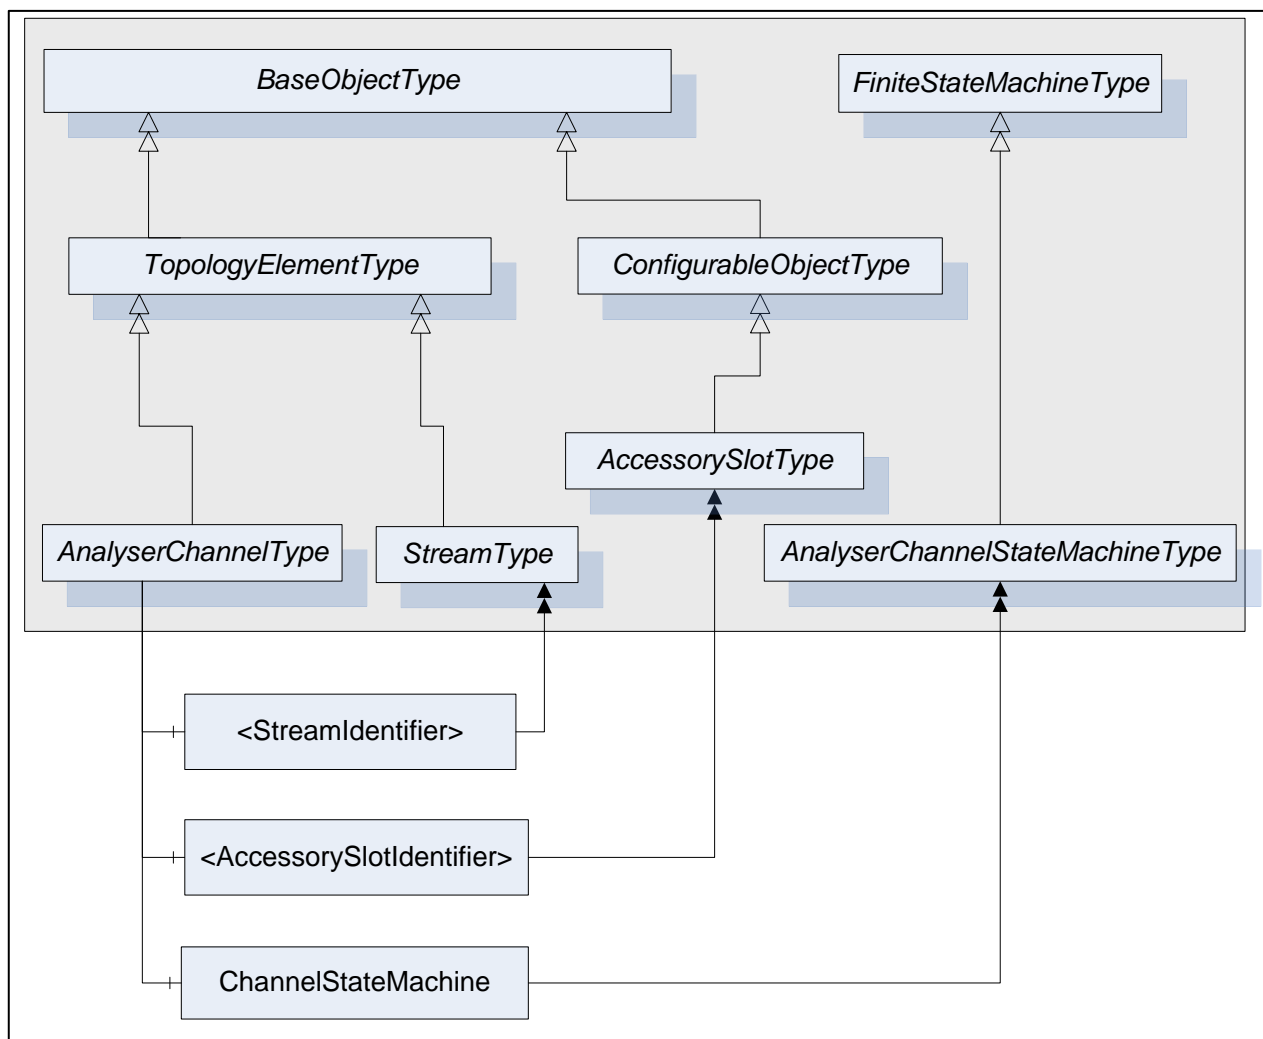 BaseObjectType
FiniteStateMachineType
TopologyElementType
ConfigurableObjectType
AccessorySlotType
AnalyserChannelType
StreamType
AnalyserChannelStateMachineType
<StreamIdentifier>
<AccessorySlotIdentifier>
ChannelStateMachine